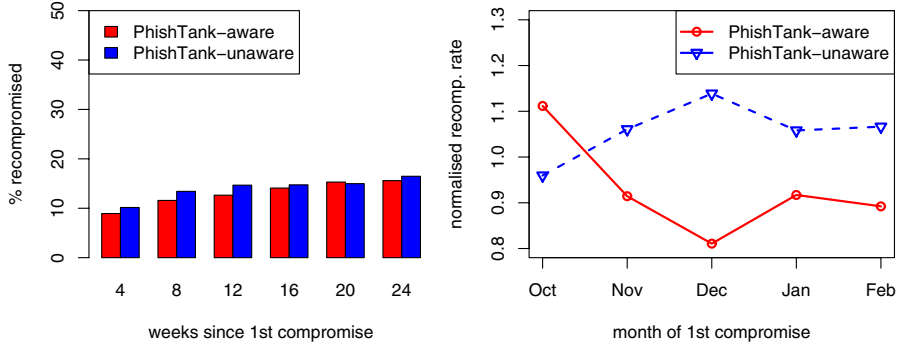 PhishTank−aware
PhishTank−unaware
% recompromised
50
40
30
20
10
0
4 8 12 16 20 24
weeks since 1st compromise
PhishTank−aware
PhishTank−unaware
normalised recomp. rate
1.3
1.2
1.1
1.0
0.9
0.8
Oct Nov Dec Jan Feb
month of 1st compromise